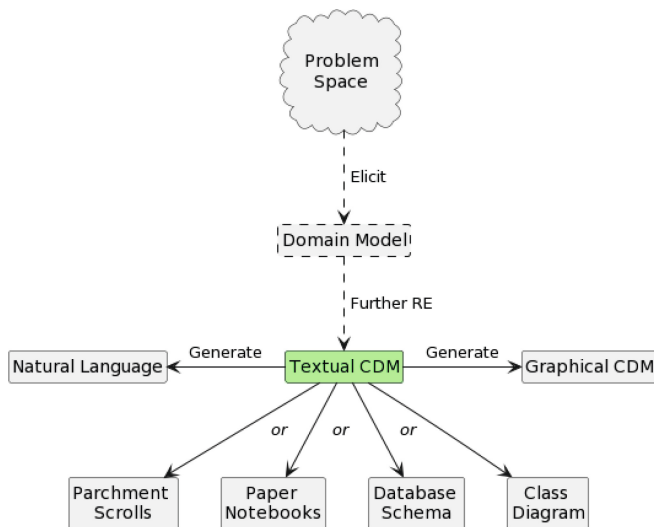 Problem
Space
Elicit
Domain Model
Further RE
Generate
Generate
Natural Language
Textual CDM
Graphical CDM
or
or
or
Parchment
Scrolls
Paper
Notebooks
Database
Schema
Class
Diagram